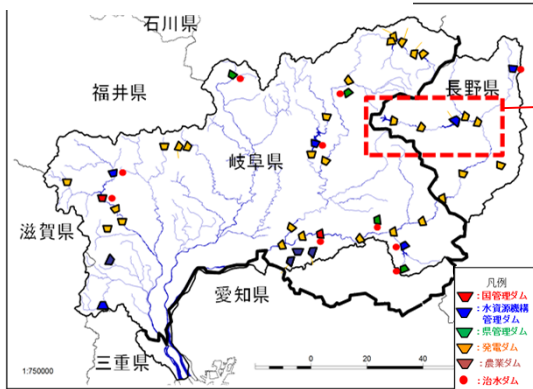 石川県
福井県
長野県
岐阜県
滋賀県
愛知県
三重県
凡例
：国管理ダム
：水資源機構
管理ダム
：県管理ダム
：発電ダム
：農業ダム
：治水ダム
1:750000
0 20 40